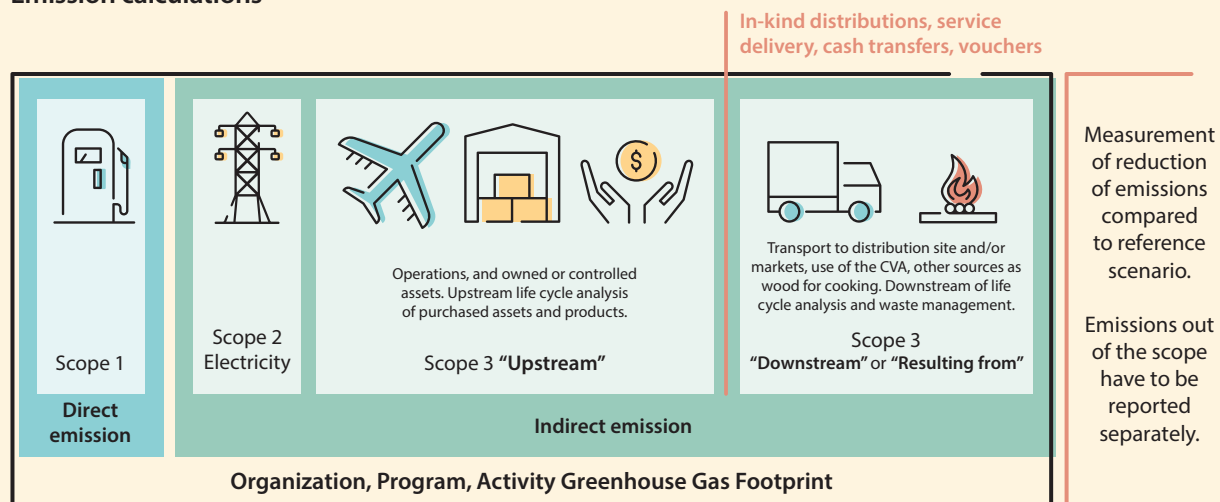 Emission calculations
In-kind distributions, service
delivery, cash transfers, vouchers
$
Scope 1
Direct
emission
Scope 2
Electricity
Operations, and owned or controlled
assets. Upstream life cycle analysis
of purchased assets and products.
Scope 3 “Upstream”
Transport to distribution site and/or
markets, use of the CVA, other sources as
wood for cooking. Downstream of life
cycle analysis and waste management.
Scope 3
“Downstream” or “Resulting from”
Indirect emission
Organization, Program, Activity Greenhouse Gas Footprint
Measurement
of reduction
of emissions
compared
to reference
scenario.
Emissions out
of the scope
have to be
reported
separately.